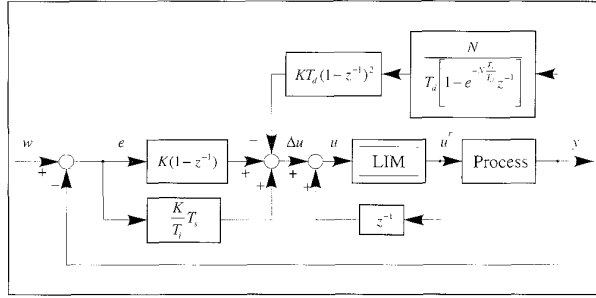 N
T_d [1 − e^{−N T_s/T_d} z^{−1}]
KT_d (1− z^{−1})^2
w
e
−
Δu
u
u^r
y
+
−
K(1− z^{−1})
+
+
+
+
LIM
Process
K
T_i
T_s
z^{−1}